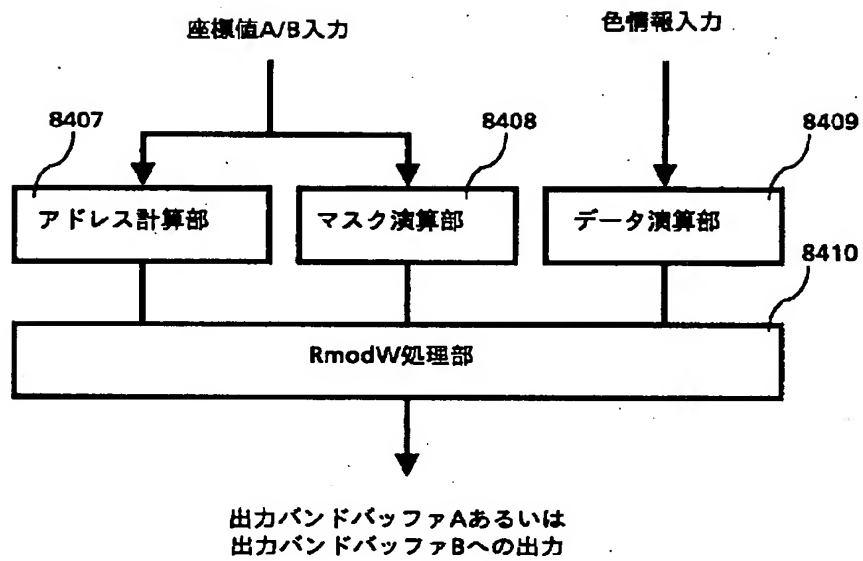 座標値A/B入力
色情報入力
8407
8408
8409
アドレス計算部
マスク演算部
データ演算部
8410
RmodW処理部
出力バンドバッファAあるいは
出力バンドバッファBへの出力